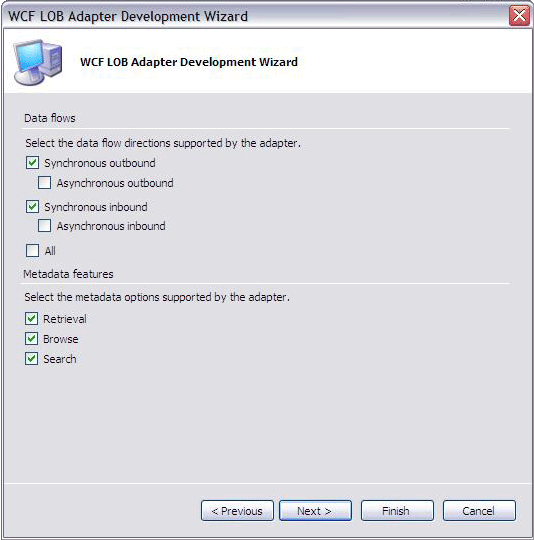 WCF LOB Adapter Development Wizard
WCF LOB Adapter Development Wizard
Data flows
Select the data flow directions supported by the adapter.
Synchronous outbound
Asynchronous outbound
Synchronous inbound
Asynchronous inbound
All
Metadata features
Select the metadata options supported by the adapter.
Retrieval
Browse
Search
< Previous Next > Finish Cancel